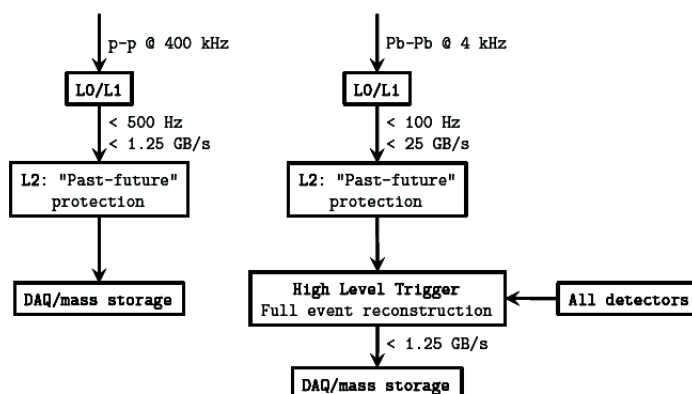 p-p @ 400 kHz
L0/L1
< 500 Hz
< 1.25 GB/s
L2: "Past-future"
protection
DAQ/mass storage
Pb-Pb @ 4 kHz
L0/L1
< 100 Hz
< 25 GB/s
L2: "Past-future"
protection
High Level Trigger
Full event reconstruction
All detectors
< 1.25 GB/s
DAQ/mass storage